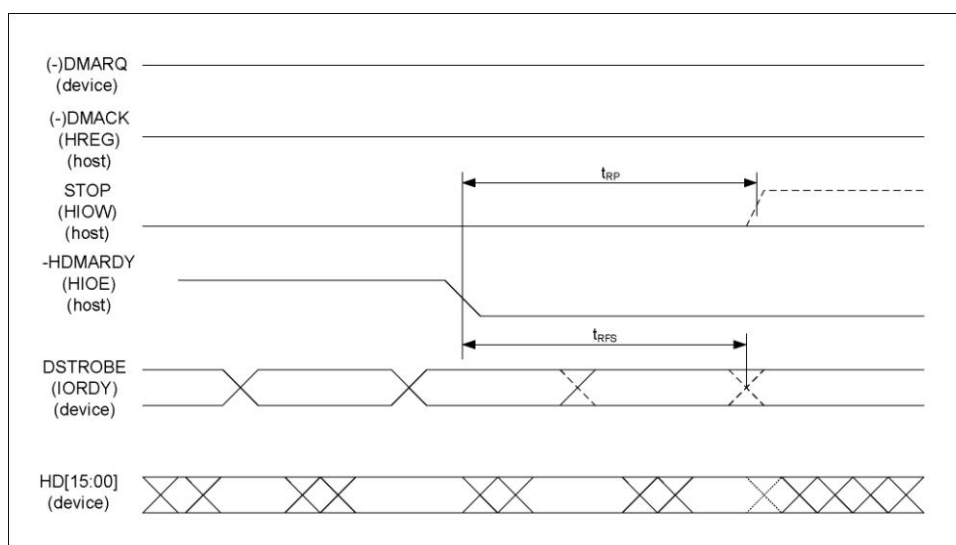 (-)DMARQ
(device)
(-)DMACK
(HREG)
(host)
STOP
(HIOW)
(host)
tRP
-HDMARDY
(HIOE)
(host)
tRFS
DSTROBE
(IORDY)
(device)
HD[15:00]
(device)